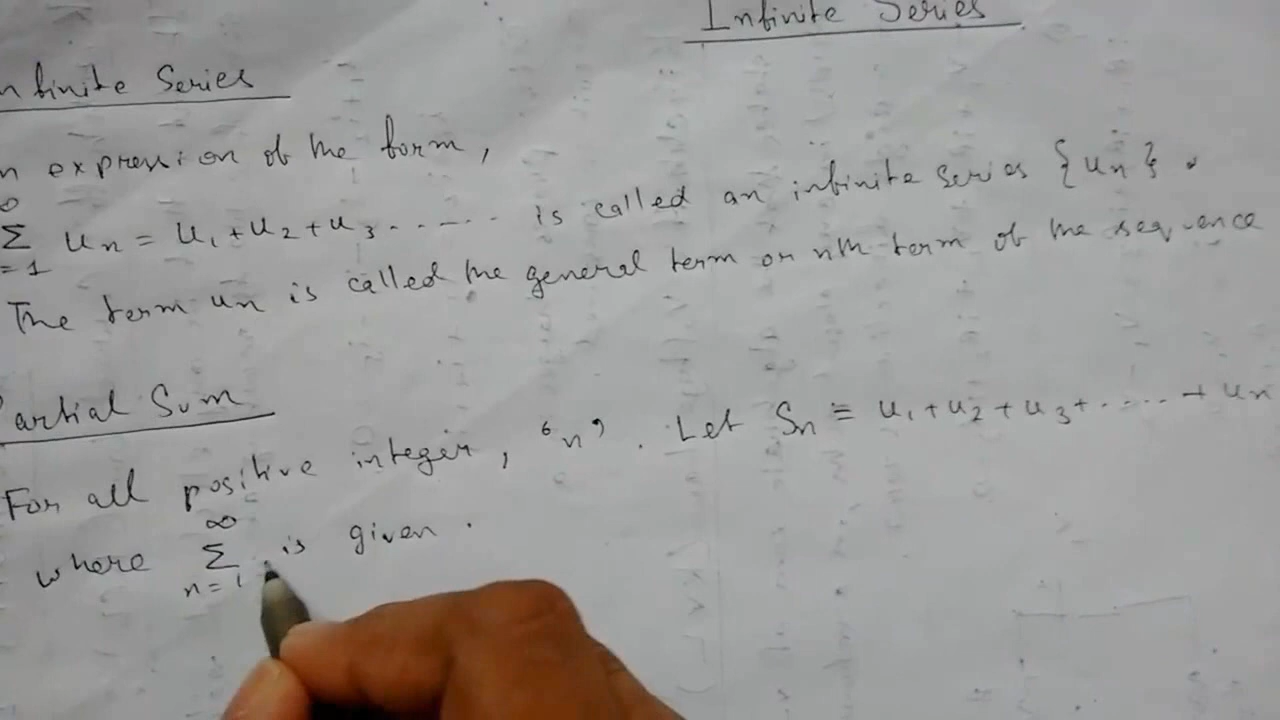 Infinite Series
nfinite Series
n expression of the form,
∞
Σ un = u1 + u2 + u3 . . . . . . . is called an infinite series {un}.
=1
The term un is called the general term or nth term of the sequence
Partial Sum
For all positive integer, 'n'. Let Sn = u1 + u2 + u3 + . . . . . + un
∞
where Σ is given.
n=1